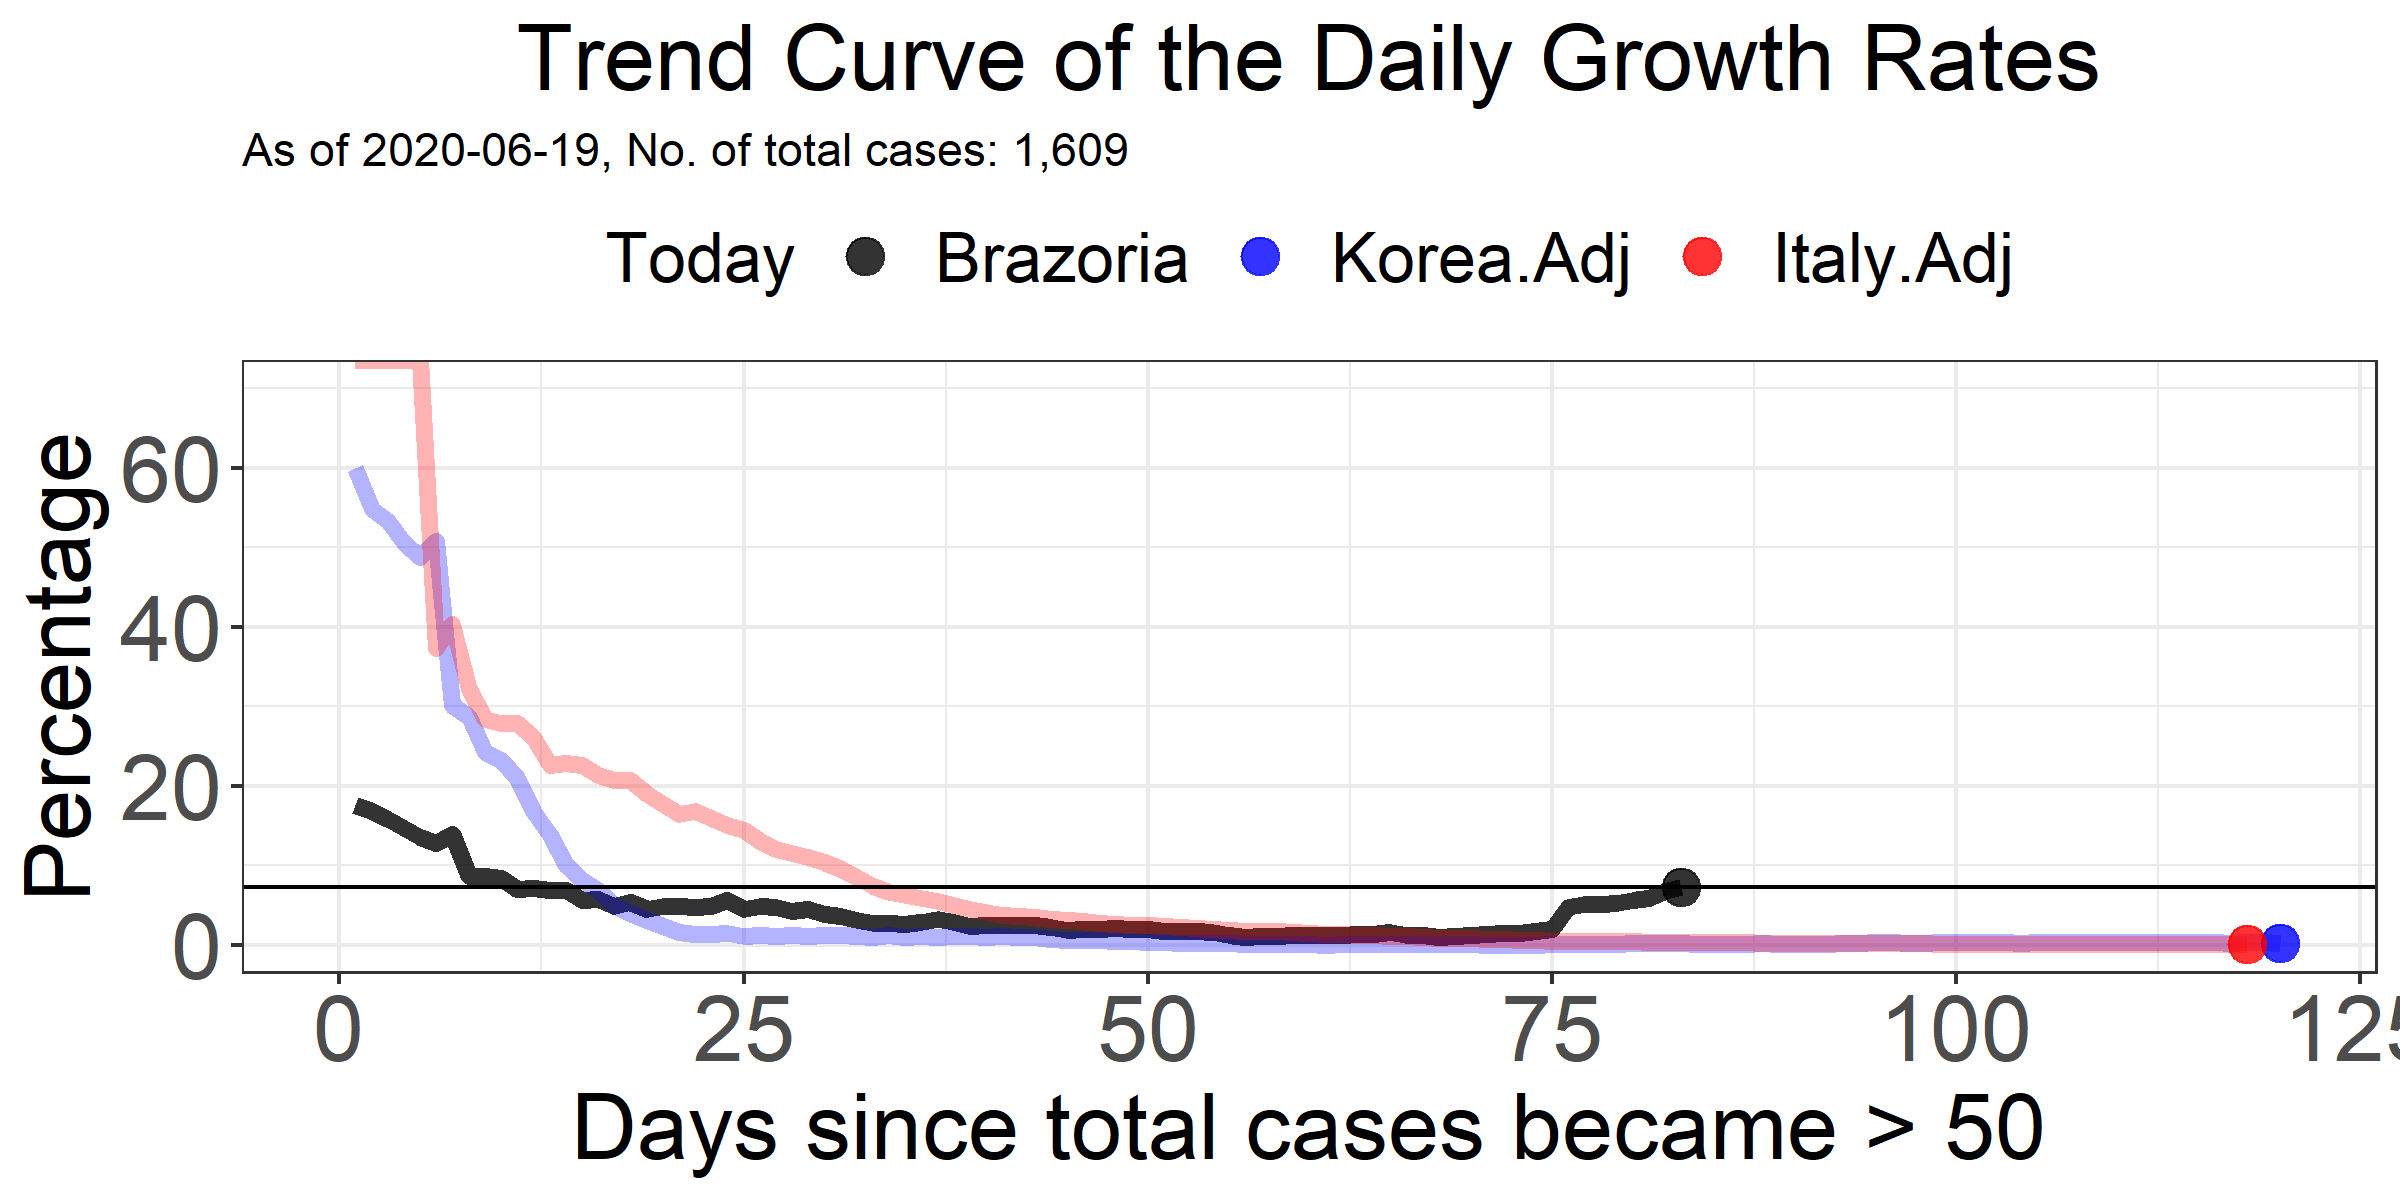 Trend Curve of the Daily Growth Rates
As of 2020-06-19, No. of total cases: 1,609
Today Brazoria Korea.Adj Italy.Adj
Percentage
60
40
20
0
0 25 50 75 100 125
Days since total cases became > 50